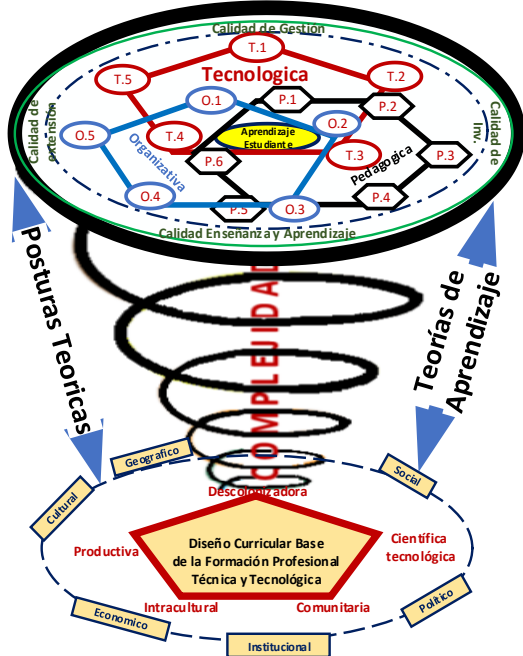 Calidad de Gestión
T.1
Tecnologica
T.5
T.2
P.1
O.1
P.2
Calidad de
extensión
Calidad de
Inv.
O.5
O.2
T.4
Aprendizaje
Estudiante
P.6
T.3
P.3
Organizativa
Pedagogica
O.4
P.5
O.3
P.4
Calidad Enseñanza y Aprendizaje
Posturas Teoricas
COMPLEJIDAD
Teorías de
Aprendizaje
Geografico
Social
Cultural
Descolonizadora
Productiva
Diseño Curricular Base
de la Formación Profesional
Técnica y Tecnológica
Científica
tecnológica
Intracultural
Comunitaria
Economico
Político
Institucional